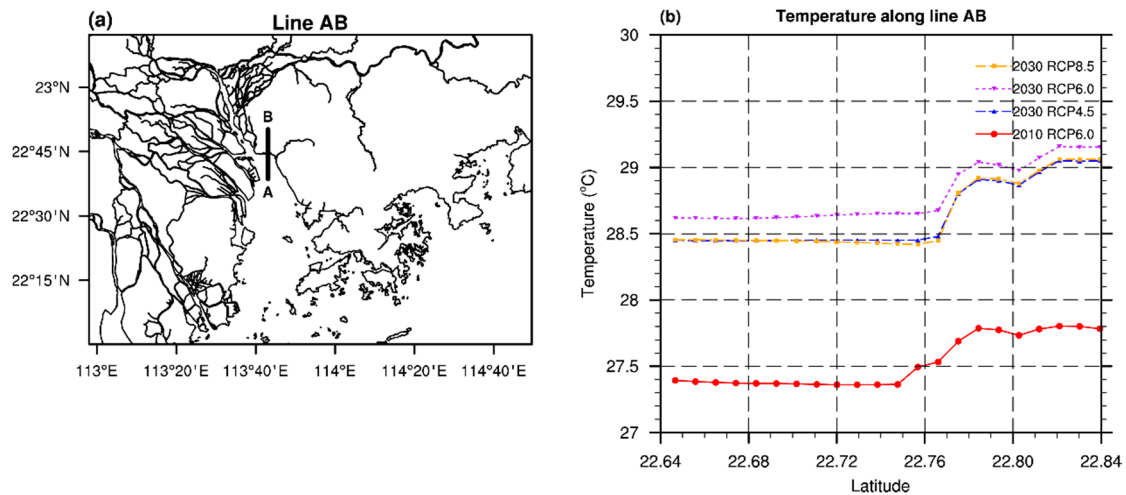 (a)
Line AB
23°N
22°45'N
22°30'N
22°15'N
B
A
113°E
113°20'E
113°40'E
114°E
114°20'E
114°40'E
(b)
Temperature along line AB
30
29.5
29
28.5
28
27.5
27
Temperature (°C)
2030 RCP8.5
2030 RCP6.0
2030 RCP4.5
2010 RCP6.0
22.64
22.68
22.72
22.76
22.80
22.84
Latitude